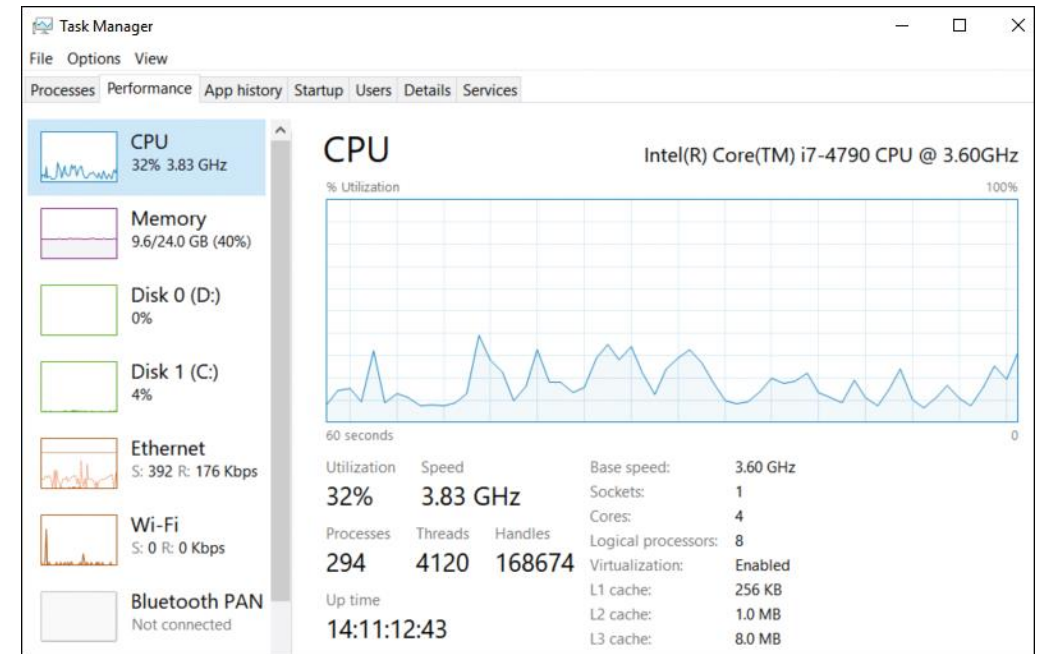 Task Manager
File Options View
Processes Performance App history Startup Users Details Services
CPU
32% 3.83 GHz
Memory
9.6/24.0 GB (40%)
Disk 0 (D:)
0%
Disk 1 (C:)
4%
Ethernet
S: 392 R: 176 Kbps
Wi-Fi
S: 0 R: 0 Kbps
Bluetooth PAN
Not connected
CPU Intel(R) Core(TM) i7-4790 CPU @ 3.60GHz
% Utilization 100%
60 seconds 0
Utilization Speed
32% 3.83 GHz
Processes Threads Handles
294 4120 168674
Up time
14:11:12:43
Base speed: 3.60 GHz
Sockets: 1
Cores: 4
Logical processors: 8
Virtualization: Enabled
L1 cache: 256 KB
L2 cache: 1.0 MB
L3 cache: 8.0 MB